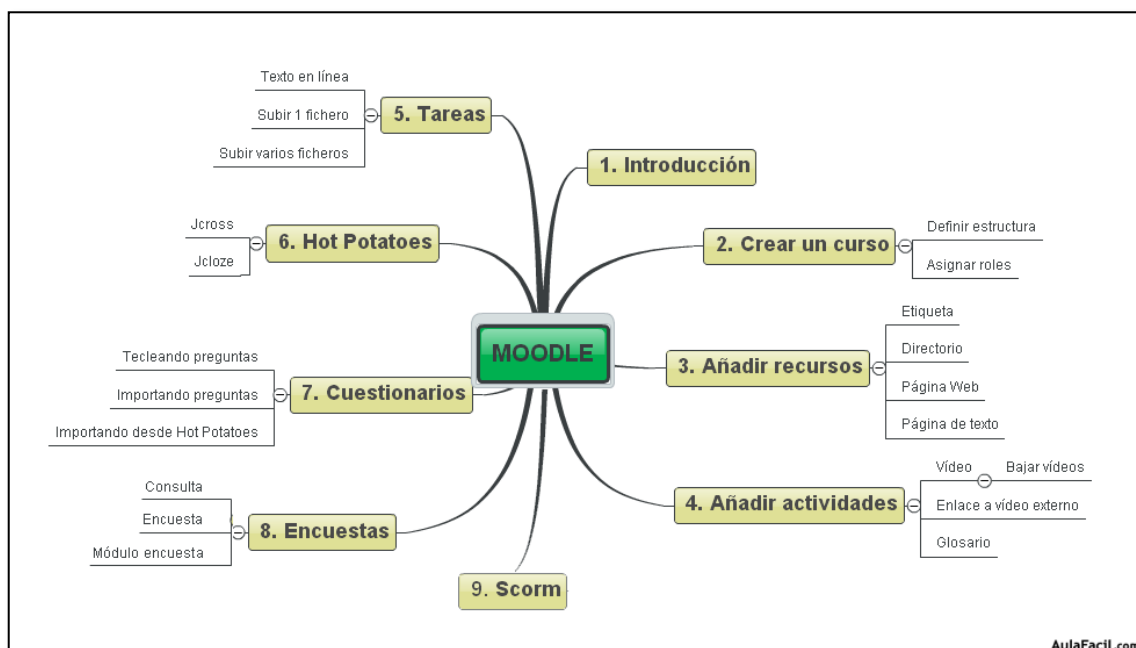 MOODLE
1. Introducción
2. Crear un curso
Definir estructura
Asignar roles
3. Añadir recursos
Etiqueta
Directorio
Página Web
Página de texto
4. Añadir actividades
Vídeo
Bajar vídeos
Enlace a vídeo externo
Glosario
5. Tareas
Texto en línea
Subir 1 fichero
Subir varios ficheros
6. Hot Potatoes
Jcross
Jcloze
7. Cuestionarios
Tecleando preguntas
Importando preguntas
Importando desde Hot Potatoes
8. Encuestas
Consulta
Encuesta
Módulo encuesta
9. Scorm
AulaFacil.com